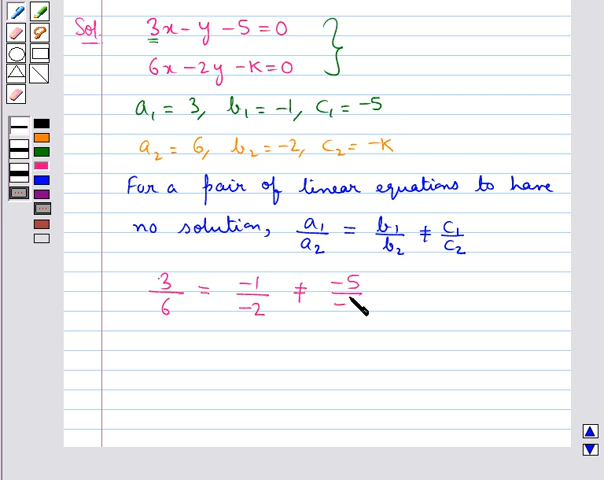 Sol. 3x - y - 5 = 0
6x - 2y - K = 0
a₁ = 3, b₁ = -1, c₁ = -5
a₂ = 6, b₂ = -2, c₂ = -K
For a pair of linear equations to have
no solution, a₁/a₂ = b₁/b₂ ≠ c₁/c₂
3/6 = -1/-2 ≠ -5/-